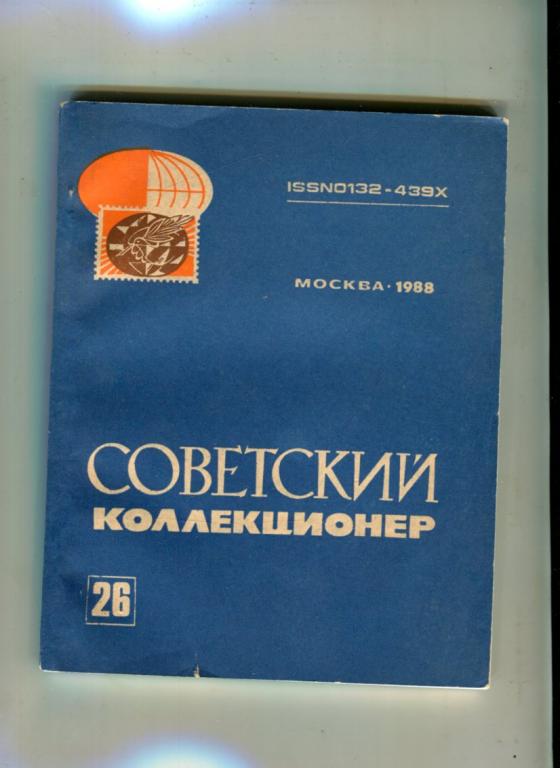 ISSN0132-439X
МОСКВА·1988
СОВЕТСКИЙ
КОЛЛЕКЦИОНЕР
26